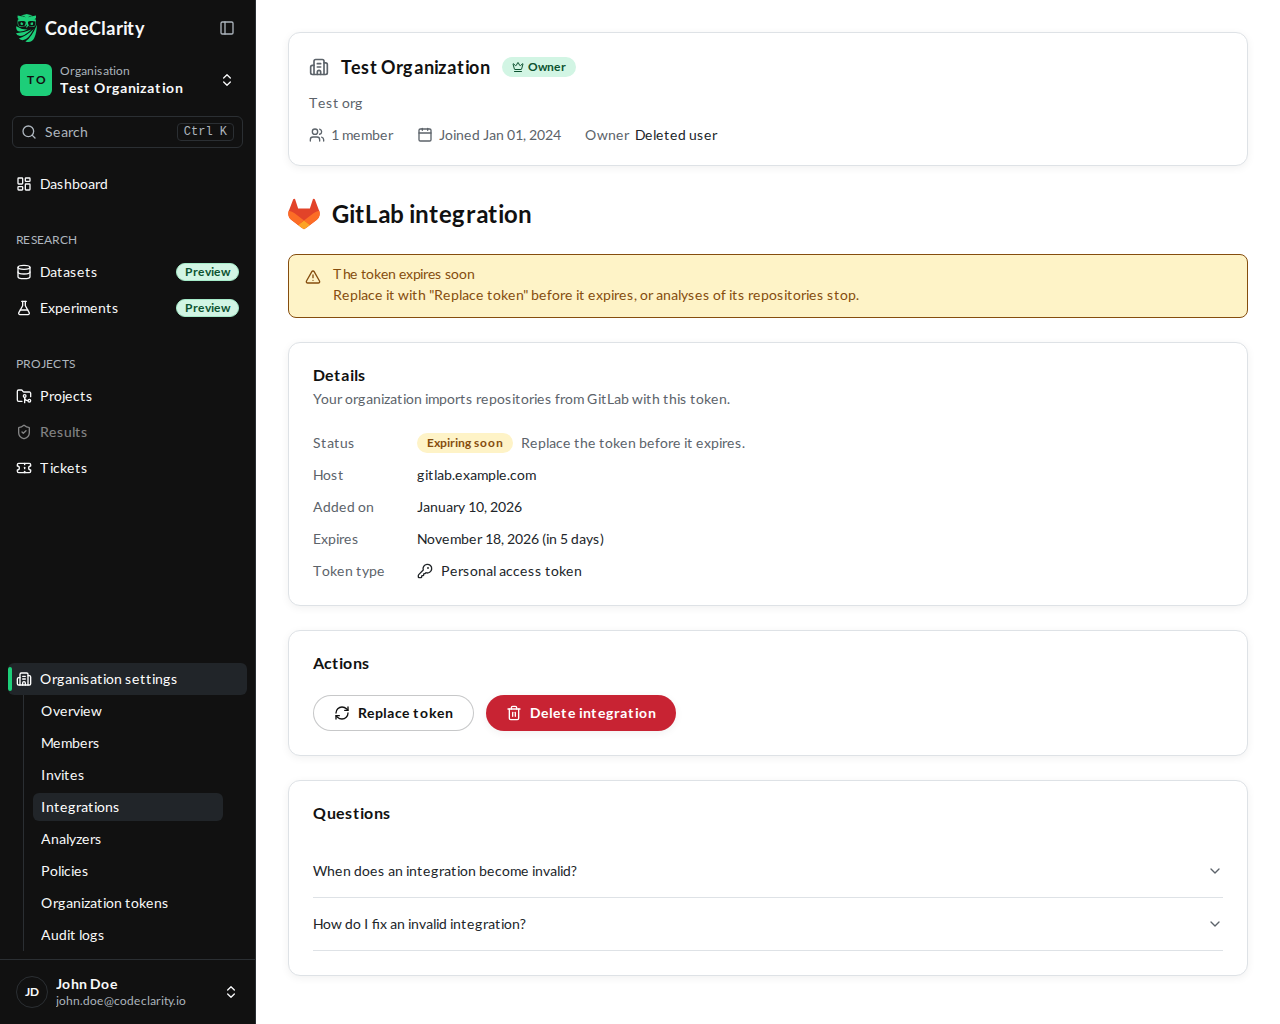 CodeClarity
TO
Organisation
Test Organization
Search
Ctrl K
Dashboard
RESEARCH
Datasets
Preview
Experiments
Preview
PROJECTS
Projects
Results
Tickets
Organisation settings
Overview
Members
Invites
Integrations
Analyzers
Policies
Organization tokens
Audit logs
JD
John Doe
john.doe@codeclarity.io
Test Organization
Owner
Test org
1 member
Joined Jan 01, 2024
Owner Deleted user
GitLab integration
The token expires soon
Replace it with "Replace token" before it expires, or analyses of its repositories stop.
Details
Your organization imports repositories from GitLab with this token.
Status
Expiring soon
Replace the token before it expires.
Host
gitlab.example.com
Added on
January 10, 2026
Expires
November 18, 2026 (in 5 days)
Token type
Personal access token
Actions
Replace token
Delete integration
Questions
When does an integration become invalid?
How do I fix an invalid integration?